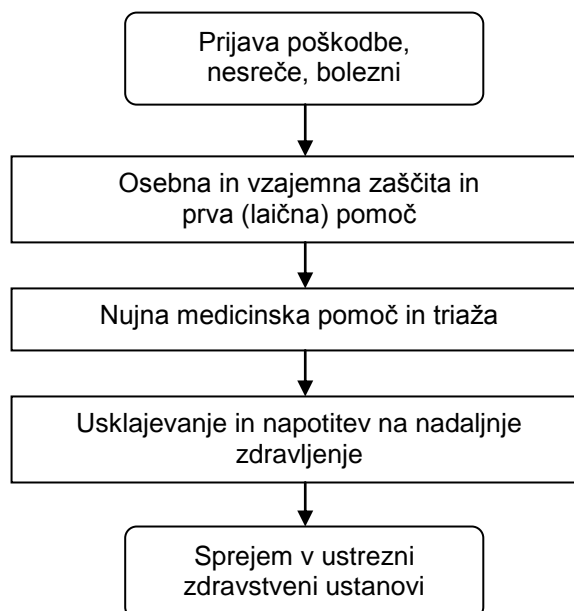 Prijava poškodbe,
nesreče, bolezni
Osebna in vzajemna zaščita in
prva (laična) pomoč
Nujna medicinska pomoč in triaža
Usklajevanje in napotitev na nadaljnje
zdravljenje
Sprejem v ustrezni
zdravstveni ustanovi